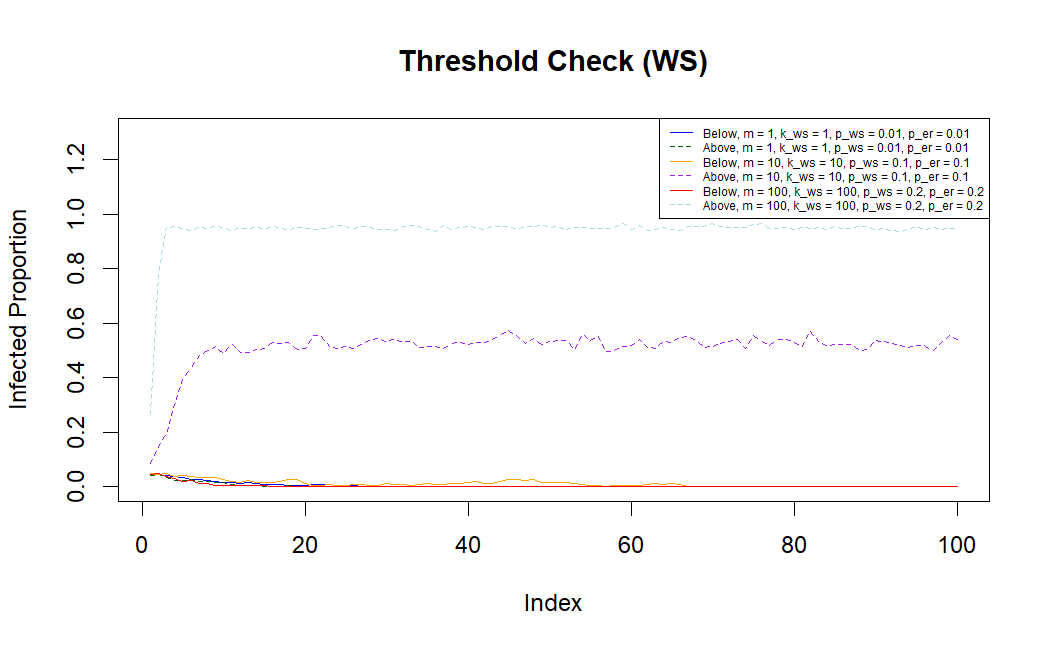 Threshold Check (WS)
Below, m = 1, k_ws = 1, p_ws = 0.01, p_er = 0.01
Above, m = 1, k_ws = 1, p_ws = 0.01, p_er = 0.01
Below, m = 10, k_ws = 10, p_ws = 0.1, p_er = 0.1
Above, m = 10, k_ws = 10, p_ws = 0.1, p_er = 0.1
Below, m = 100, k_ws = 100, p_ws = 0.2, p_er = 0.2
Above, m = 100, k_ws = 100, p_ws = 0.2, p_er = 0.2
Infected Proportion
1.2
1.0
0.8
0.6
0.4
0.2
0.0
0 20 40 60 80 100
Index